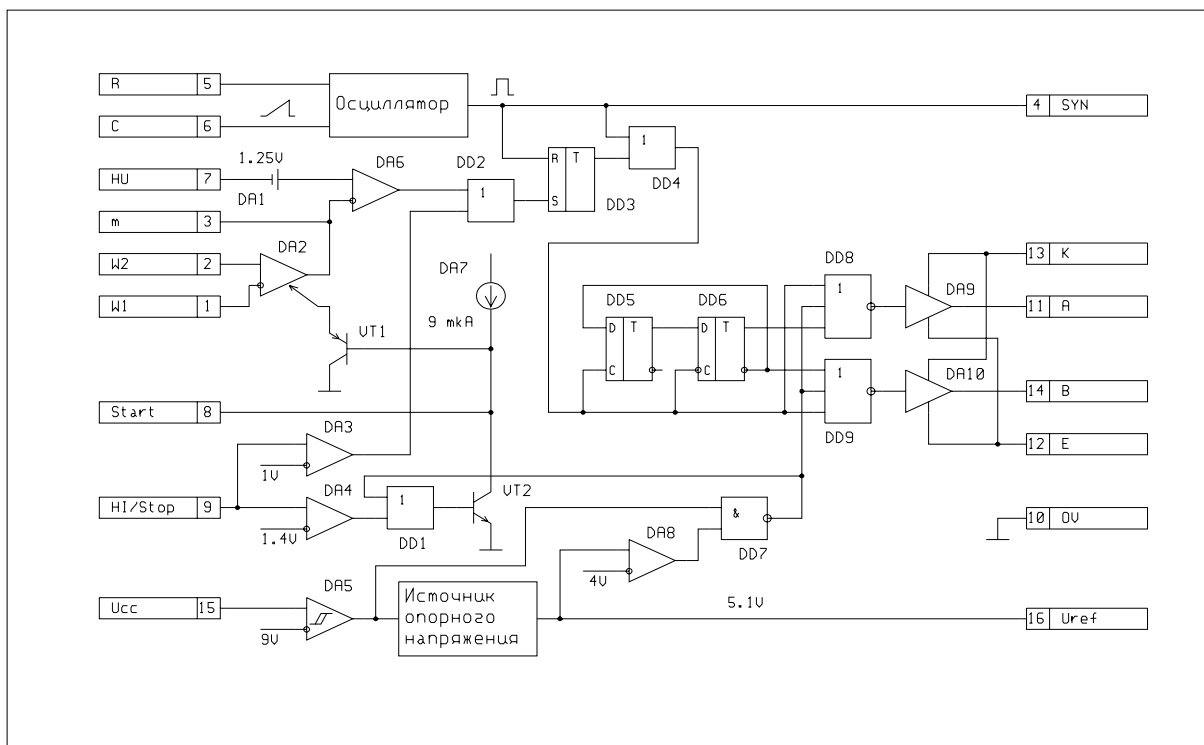 R 5
Осциллятор
4 SYN
C 6
1
DD4
R T
S
DD3
1.25V
HU 7
DA1
DA6
DD2
1
m 3
W2 2
DA2
W1 1
VT1
DA7
9 mkA
DD5
D T
C
DD6
D T
C
DD8
1
DA9
13 K
11 A
1
DD9
DA10
14 B
12 E
Start 8
DA3
1V
HI/Stop 9
DA4
1.4V
1
DD1
VT2
&
DD7
DA8
4V
10 0V
Ucc 15
DA5
9V
Источник
опорного
напряжения
5.1V
16 Uref